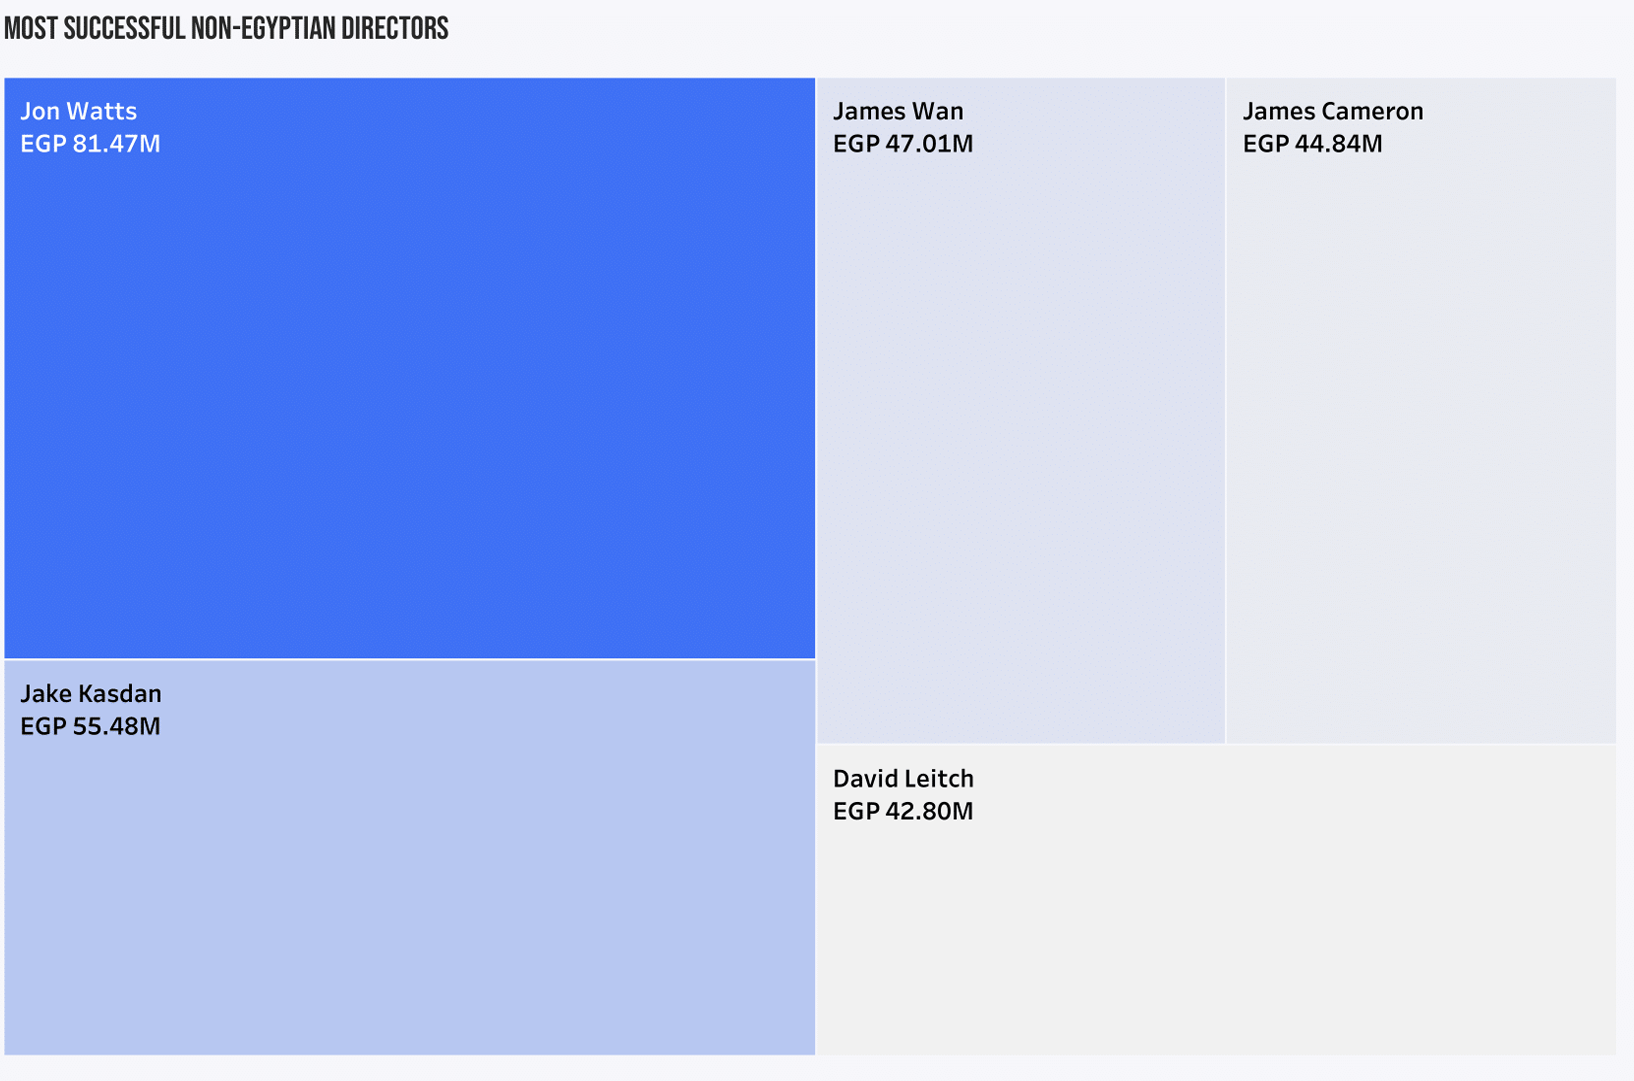 MOST SUCCESSFUL NON-EGYPTIAN DIRECTORS
Jon Watts
EGP 81.47M
James Wan
EGP 47.01M
James Cameron
EGP 44.84M
Jake Kasdan
EGP 55.48M
David Leitch
EGP 42.80M